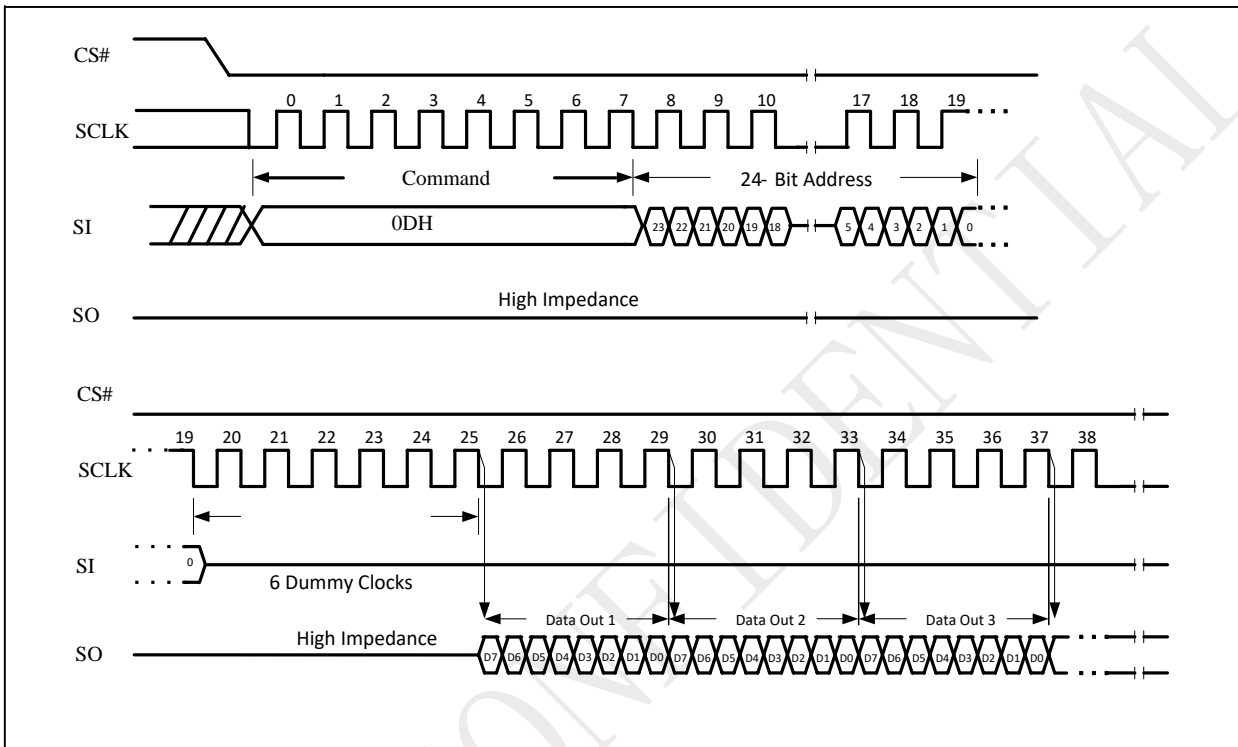 CS#
0 1 2 3 4 5 6 7 8 9 10 17 18 19
SCLK
Command
24- Bit Address
SI
0DH
23 22 21 20 19 18 5 4 3 2 1 0
High Impedance
SO
CS#
19 20 21 22 23 24 25 26 27 28 29 30 31 32 33 34 35 36 37 38
SCLK
SI
0
6 Dummy Clocks
Data Out 1 Data Out 2 Data Out 3
High Impedance
SO
D7 D6 D5 D4 D3 D2 D1 D0 D7 D6 D5 D4 D3 D2 D1 D0 D7 D6 D5 D4 D3 D2 D1 D0
ONFIDENTIAL